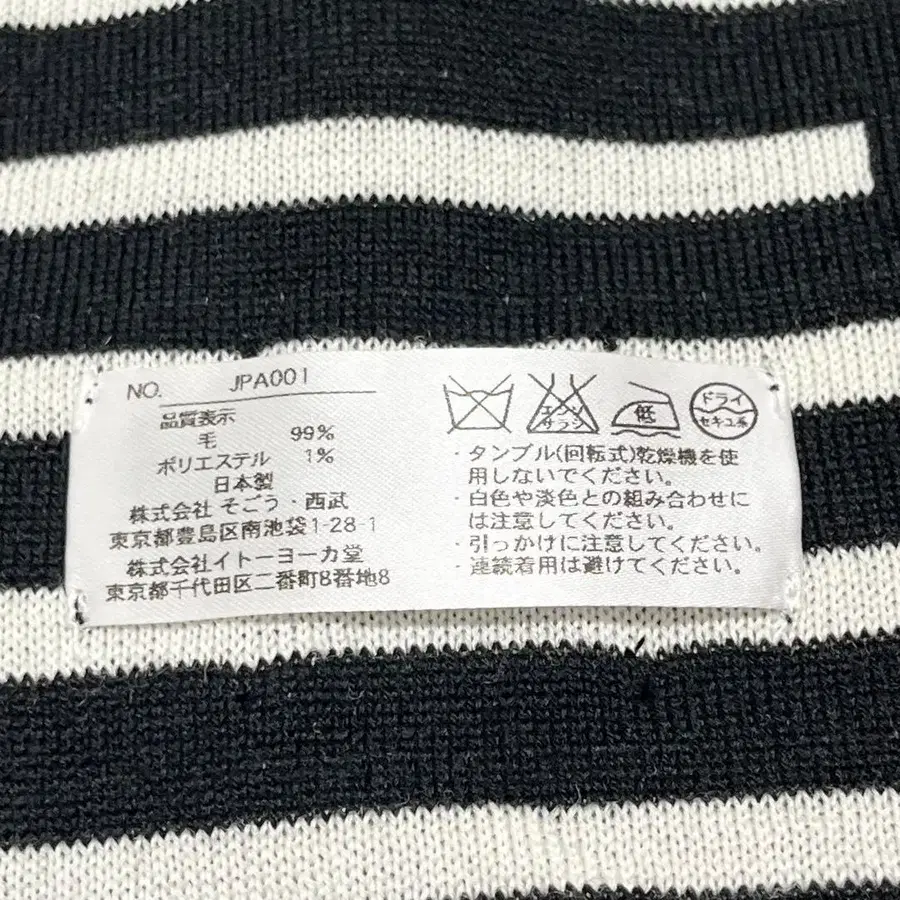 NO. JPA001
品質表示
毛 99%
ポリエステル 1%
日本製
株式会社 そごう・西武
東京都豊島区南池袋1-28-1
株式会社イトーヨーカ堂
東京都千代田区二番町8番地8
エンソ
サラシ
低
ドライ
セキユ系
・タンブル(回転式)乾燥機を使
用しないでください。
・白色や淡色との組み合わせに
は注意してください。
・引っかけに注意してください。
・連続着用は避けてください。